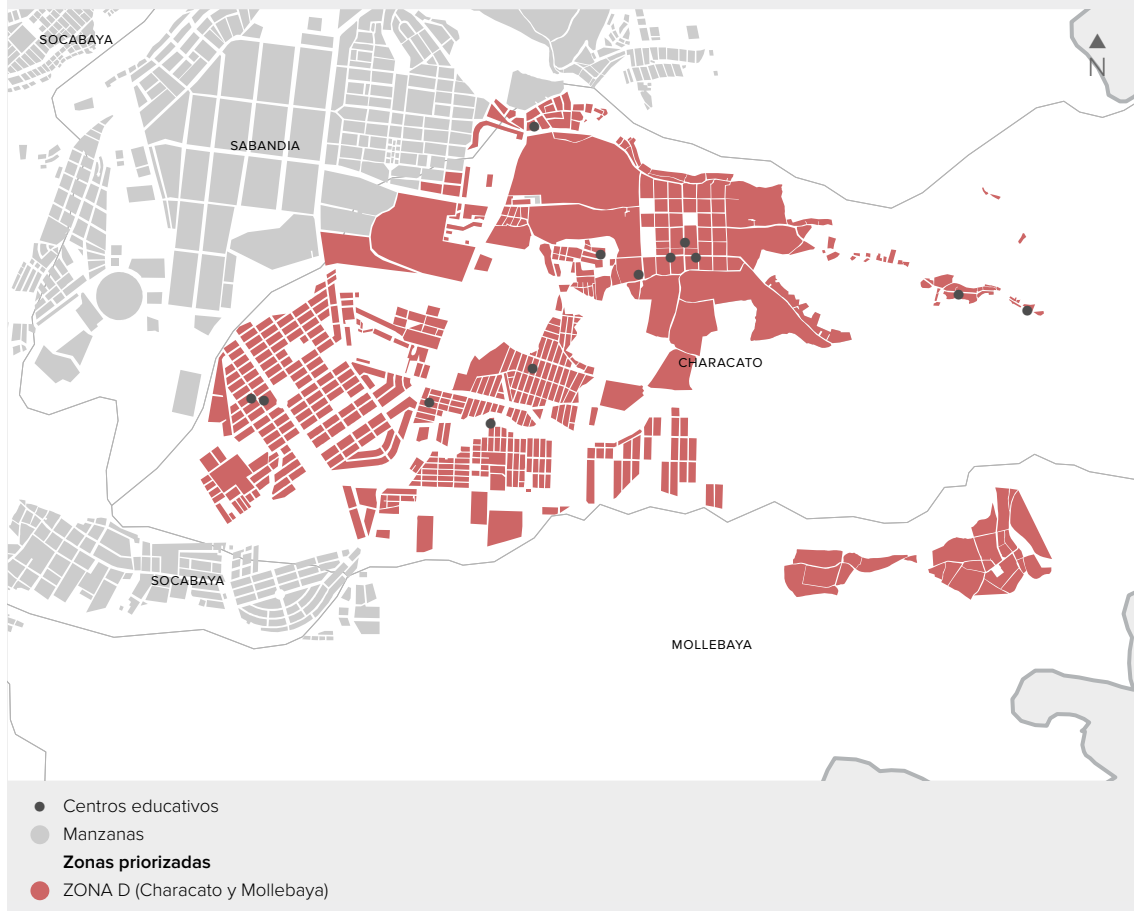 SOCABAYA
N
SABANDIA
CHARACATO
SOCABAYA
MOLLEBAYA
Centros educativos
Manzanas
Zonas priorizadas
ZONA D (Characato y Mollebaya)